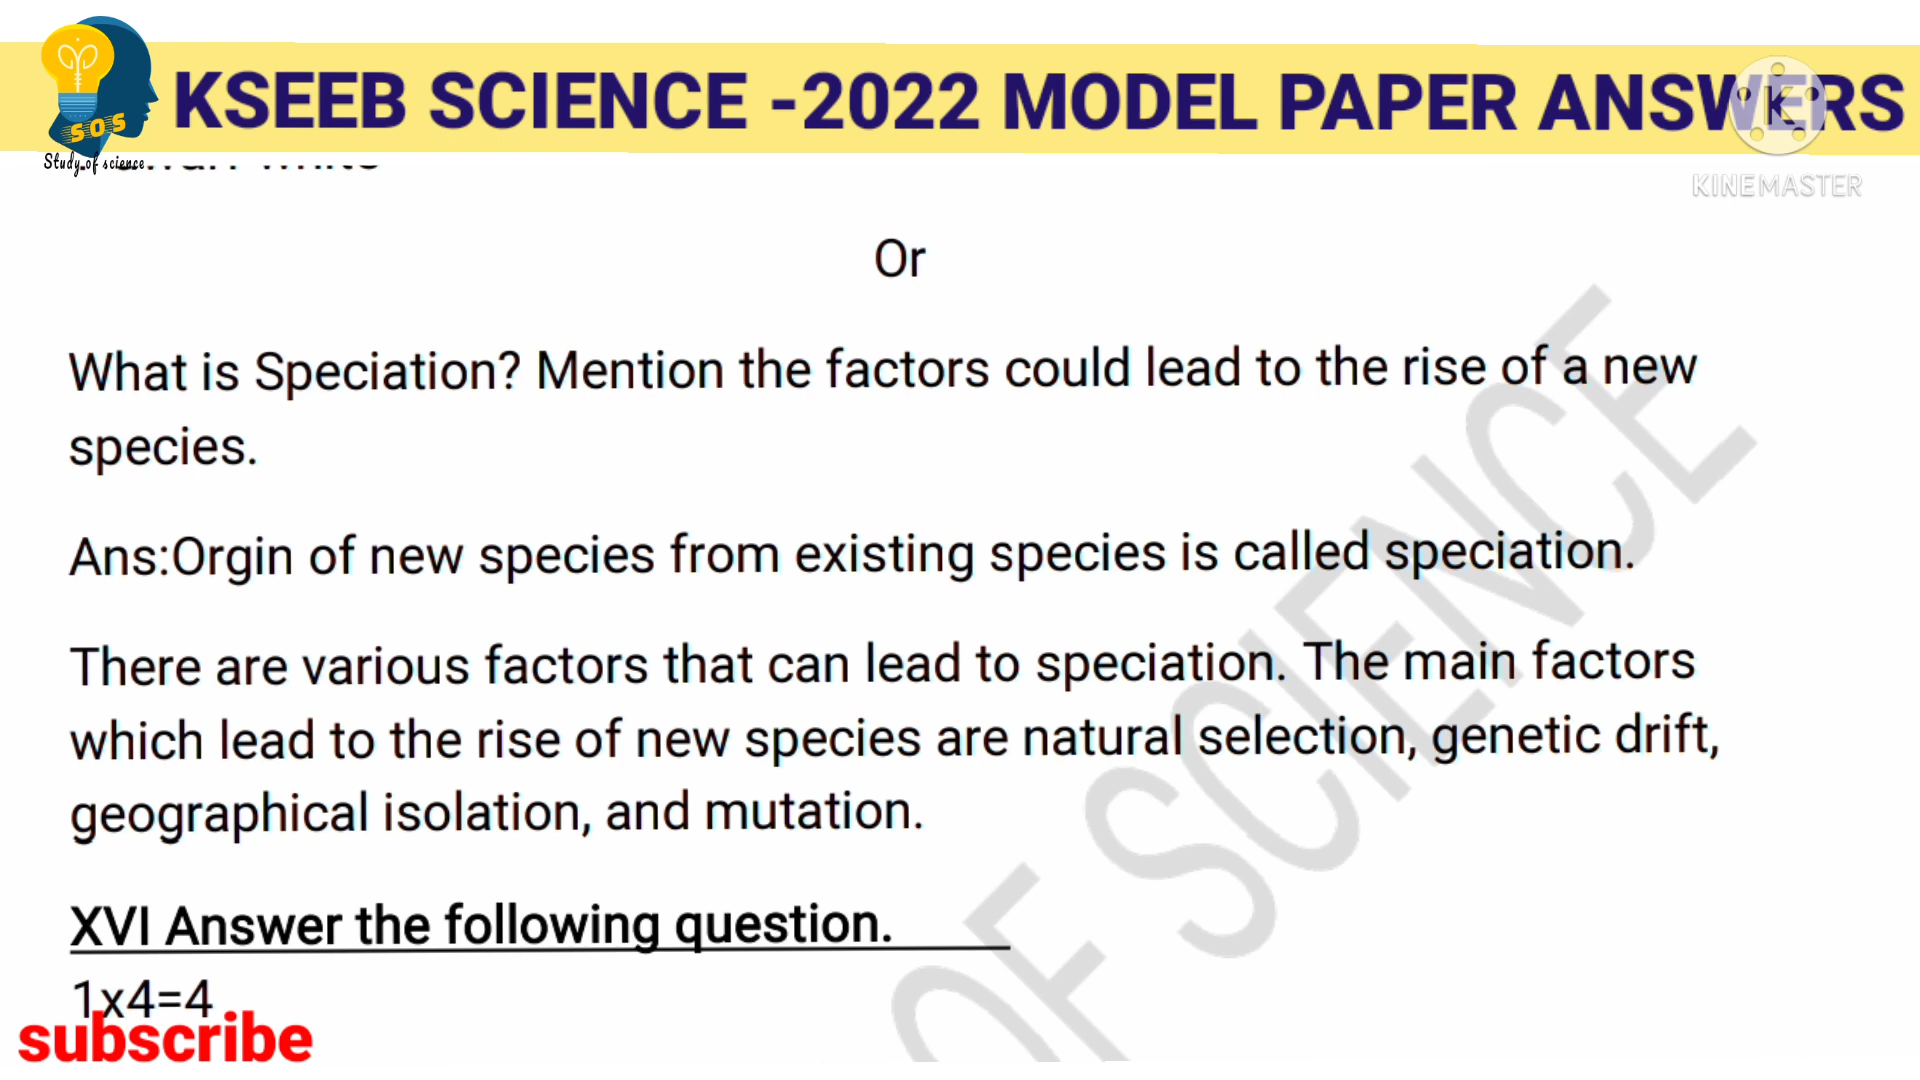 KSEEB SCIENCE -2022 MODEL PAPER ANSWERS
SOS
Study of science
K
KINEMASTER
Or
What is Speciation? Mention the factors could lead to the rise of a new
species.
Ans:Orgin of new species from existing species is called speciation.
There are various factors that can lead to speciation. The main factors
which lead to the rise of new species are natural selection, genetic drift,
geographical isolation, and mutation.
XVI Answer the following question.
1x4=4
subscribe
OF SCIENCE